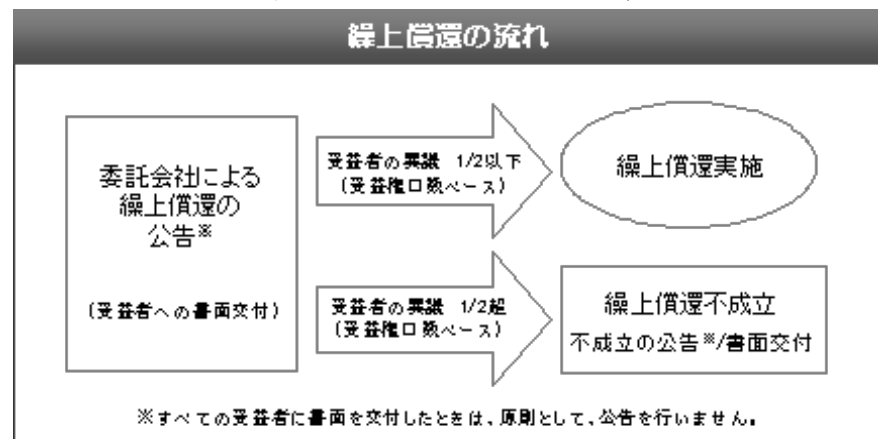 繰上償還の流れ
委託会社による
繰上償還の
公告※
(受益者への書面交付)
受益者の異議 1/2以下
(受益権口数ベース)
繰上償還実施
受益者の異議 1/2超
(受益権口数ベース)
繰上償還不成立
不成立の公告※/書面交付
※すべての受益者に書面を交付したときは、原則として、公告を行いません。